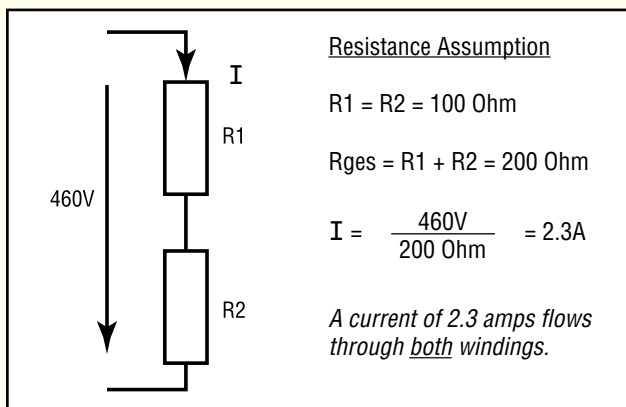 Resistance Assumption
I
R1 = R2 = 100 Ohm
R1
Rges = R1 + R2 = 200 Ohm
460V
I = 460V / 200 Ohm = 2.3A
R2
A current of 2.3 amps flows
through both windings.